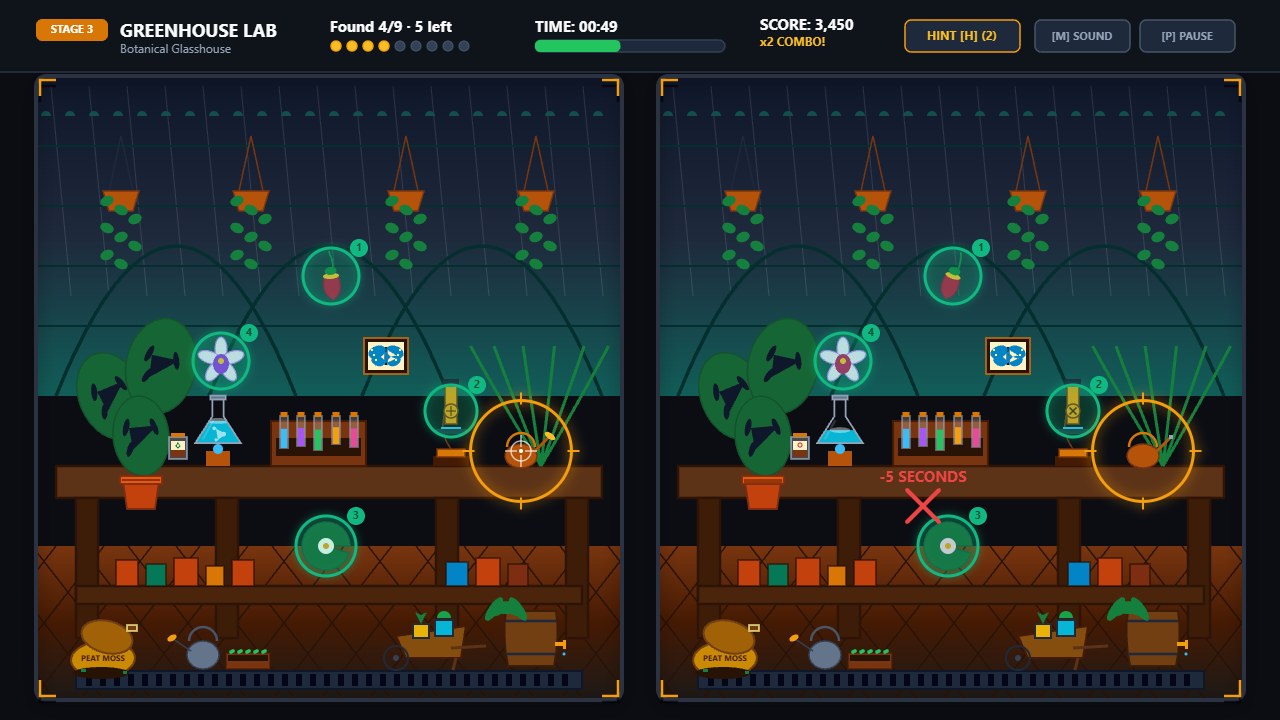 STAGE 3
GREENHOUSE LAB
Botanical Glasshouse
Found 4/9 · 5 left
TIME: 00:49
SCORE: 3,450
x2 COMBO!
HINT [H] (2)
[M] SOUND
[P] PAUSE
1
4
2
3
PEAT MOSS
1
4
2
-5 SECONDS
3
PEAT MOSS